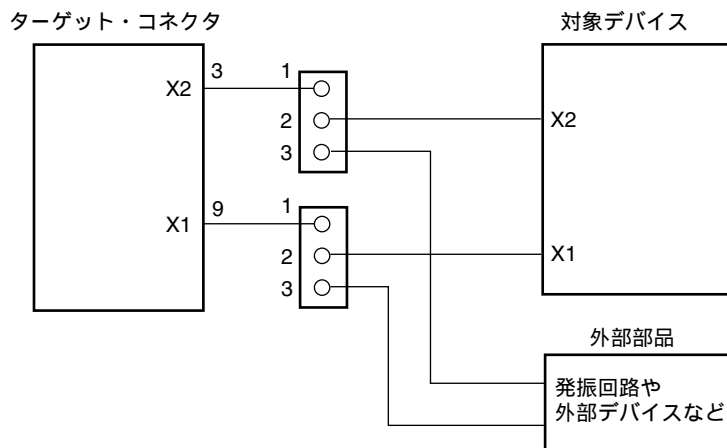 ターゲット・コネクタ
対象デバイス
X2
3
1
2
3
X2
X1
9
1
2
3
X1
外部部品
発振回路や
外部デバイスなど